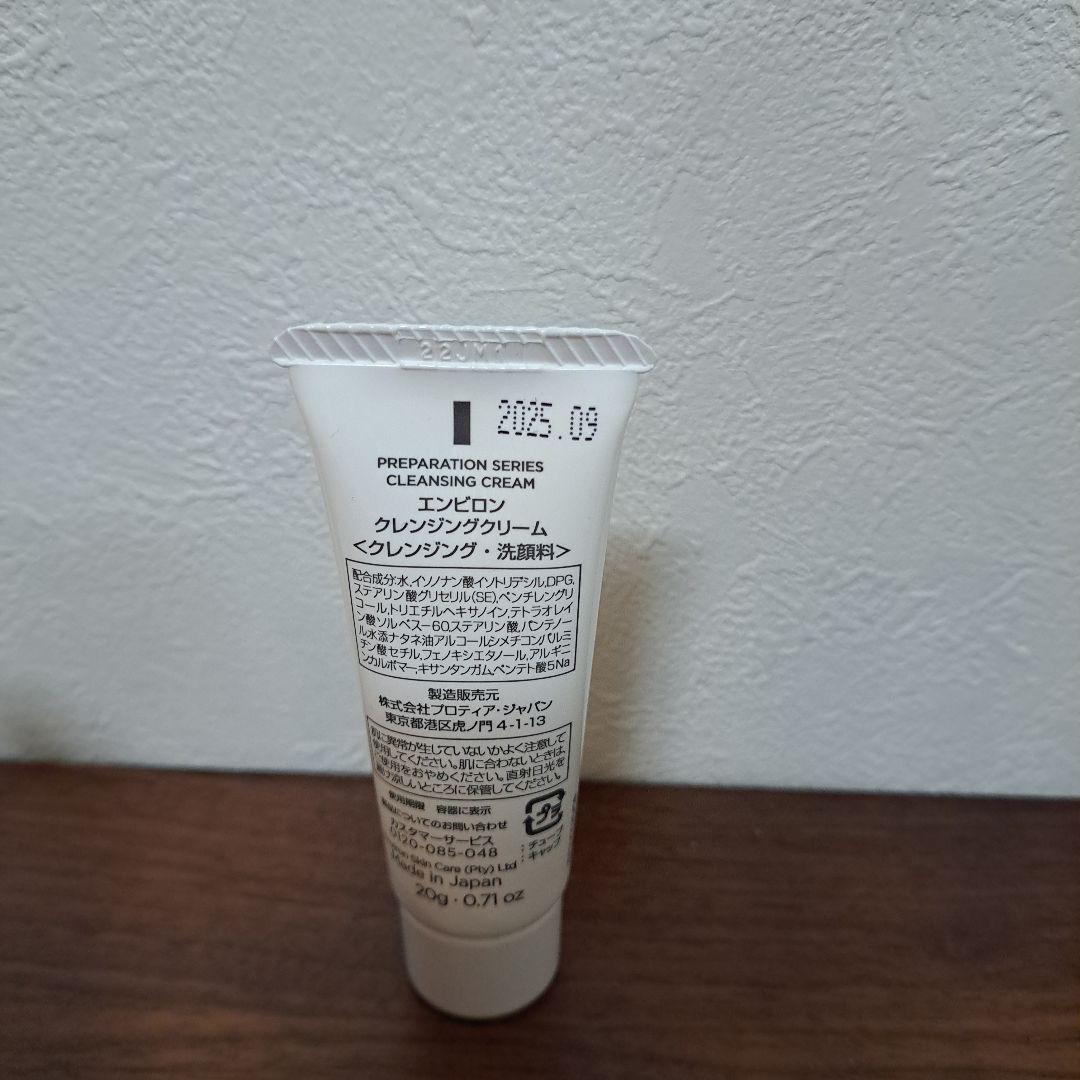 22JM
2025.09
PREPARATION SERIES
CLEANSING CREAM
エンビロン
クレンジングクリーム
<クレンジング・洗顔料>
配合成分:水,イソノナン酸イソトリデシル,DPG,
ステアリン酸グリセリル(SE),ペンチレングリ
コール,トリエチルヘキサノイン,テトラオレイ
ン酸ソルベス-60,ステアリン酸,パンテノー
ル,水添ナタネ油アルコール,ジメチコン,パルミ
チン酸セチル,フェノキシエタノール,アルギニ
ン,カルボマー,キサンタンガム,ペンテト酸5Na
製造販売元
株式会社プロティア・ジャパン
東京都港区虎ノ門4-1-13
肌に異常が生じていないかよく注意して
使用してください。肌に合わないときは、
ご使用をおやめください。直射日光を
避け涼しいところに保管してください。
使用期限 容器に表示
商品についてのお問い合わせ
カスタマーサービス
0120-085-048
プラ
:チューブ
:キャップ
Skin Care (Pty) Ltd
Made in Japan
20g・0.71 oz